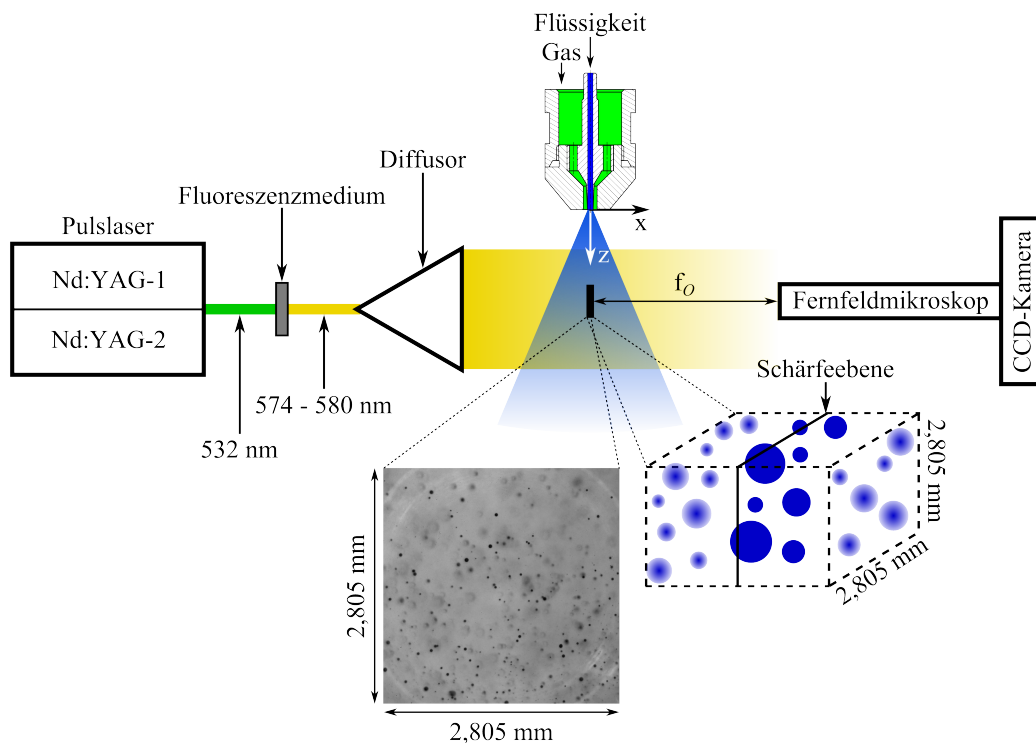 Flüssigkeit
Gas
Diffusor
Fluoreszenzmedium
Pulslaser
x
Nd:YAG-1
z
f_O
Fernfeldmikroskop
CCD-Kamera
Nd:YAG-2
Schärfeebene
574 - 580 nm
532 nm
2,805 mm
2,805 mm
2,805 mm
2,805 mm